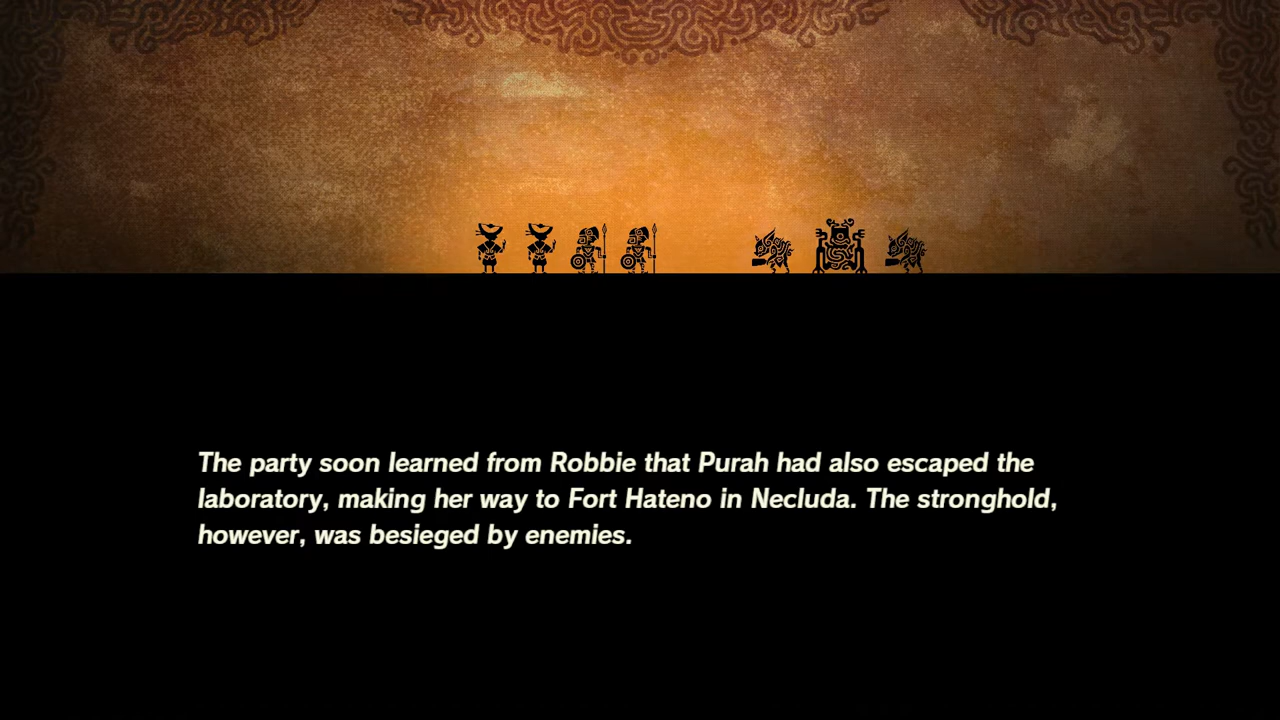 The party soon learned from Robbie that Purah had also escaped the
laboratory, making her way to Fort Hateno in Necluda. The stronghold,
however, was besieged by enemies.